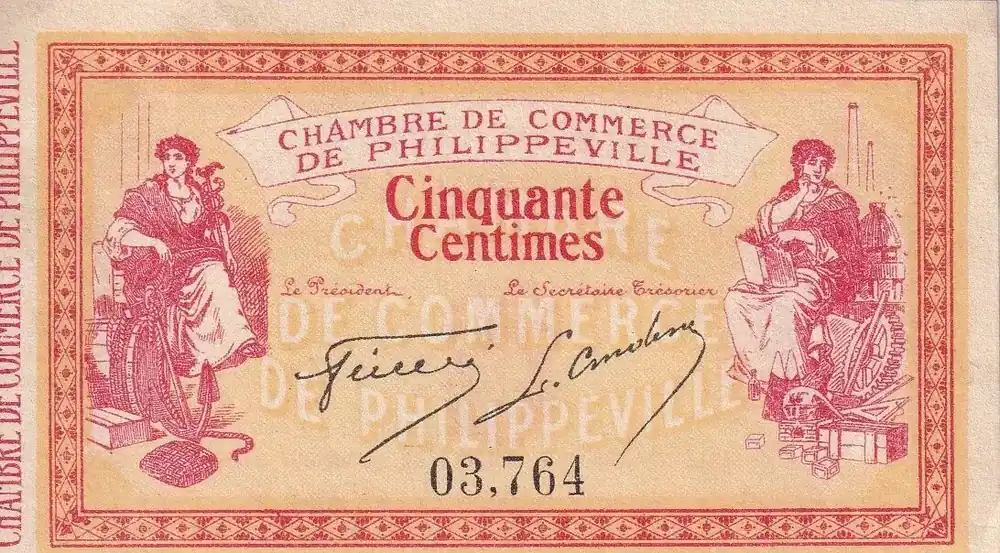 CHAMBRE DE COMMERCE DE PHILIPPEVILLE
CHAMBRE DE COMMERCE
DE PHILIPPEVILLE
Cinquante
Centimes
CHAMBRE
DE COMMERCE
DE PHILIPPEVILLE
Le Président
Le Secrétaire Trésorier
03,764